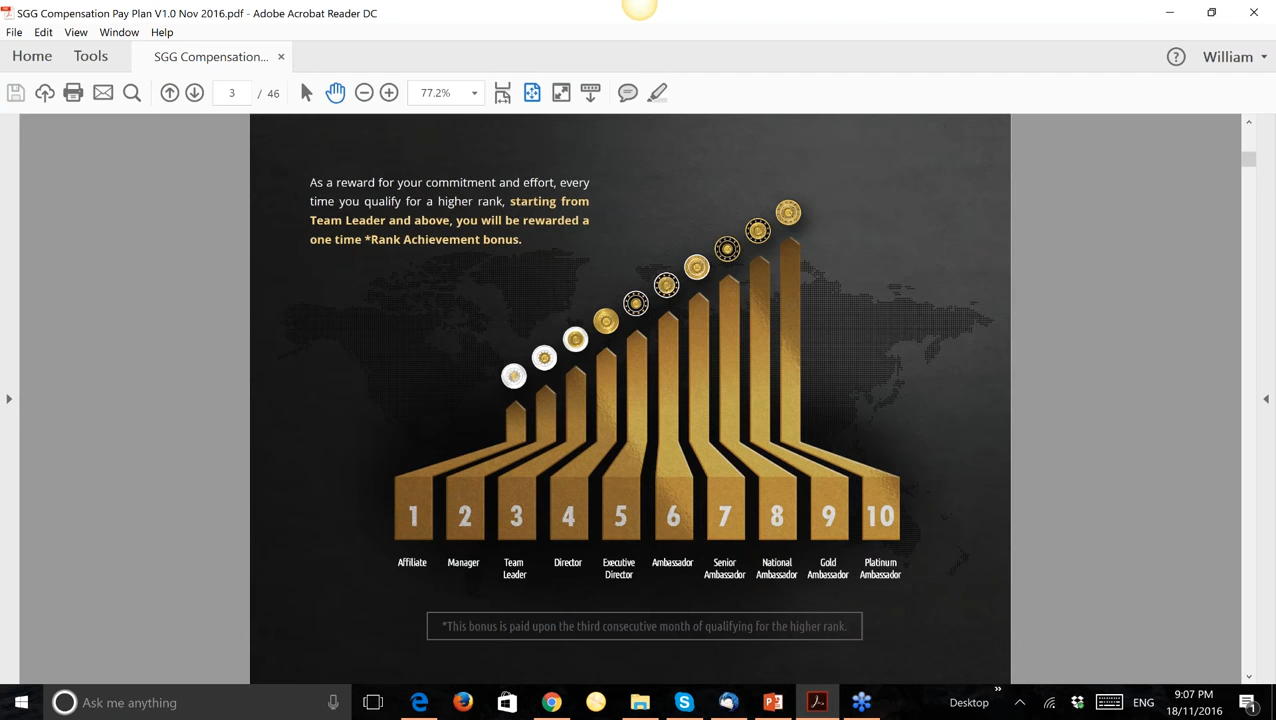 SGG Compensation Pay Plan V1.0 Nov 2016.pdf - Adobe Acrobat Reader DC
File Edit View Window Help
Home Tools SGG Compensation... × William
3 / 46 77.2%
As a reward for your commitment and effort, every
time you qualify for a higher rank, starting from
Team Leader and above, you will be rewarded a
one time *Rank Achievement bonus.
1 2 3 4 5 6 7 8 9 10
Affiliate Manager Team Leader Director Executive Director Ambassador Senior Ambassador National Ambassador Gold Ambassador Platinum Ambassador
*This bonus is paid upon the third consecutive month of qualifying for the higher rank.
Ask me anything Desktop ENG 9:07 PM
18/11/2016